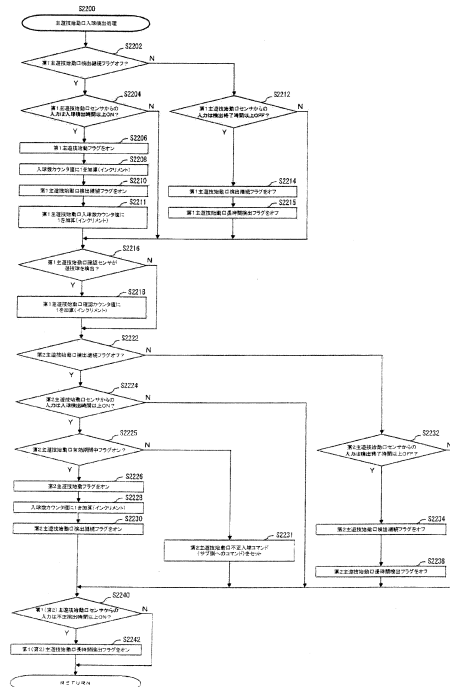 S2200
主遊技始動口入球検出処理
S2202
第1主遊技始動口検出継続フラグオフ?
N
Y
S2204
第1主遊技始動口センサからの
入力は入球検出時間以上ON?
N
Y
S2212
第1主遊技始動口センサからの
入力は検出終了時間以上OFF?
N
Y
S2206
第1主遊技始動フラグをオン
S2208
入球数カウンタ値に1を加算(インクリメント)
S2210
第1主遊技始動口検出継続フラグをオン
S2211
第1主遊技始動口入球数カウンタ値に
1を加算(インクリメント)
S2214
第1主遊技始動口検出継続フラグをオフ
S2215
第1主遊技始動口長時間検出フラグをオフ
S2216
第1主遊技始動口確認センサが
遊技球を検出?
N
Y
S2218
第1主遊技始動口確認カウンタ値に
1を加算(インクリメント)
S2222
第2主遊技始動口検出継続フラグオフ?
N
Y
S2224
第2主遊技始動口センサからの
入力は入球検出時間以上ON?
N
Y
S2225
第2主遊技始動口有効期間中フラグオン?
N
Y
S2232
第2主遊技始動口センサからの
入力は検出終了時間以上OFF?
N
Y
S2226
第2主遊技始動フラグをオン
S2228
入球数カウンタ値に1を加算(インクリメント)
S2230
第2主遊技始動口検出継続フラグをオン
S2231
第2主遊技始動口不正入球コマンド
(サブ側へのコマンド)をセット
S2234
第2主遊技始動口検出継続フラグをオフ
S2238
第2主遊技始動口長時間検出フラグをオフ
S2240
第1(第2)主遊技始動口センサからの
入力は不正検出時間以上ON?
N
Y
S2242
第1(第2)主遊技始動口長時間検出フラグをオン
RETURN